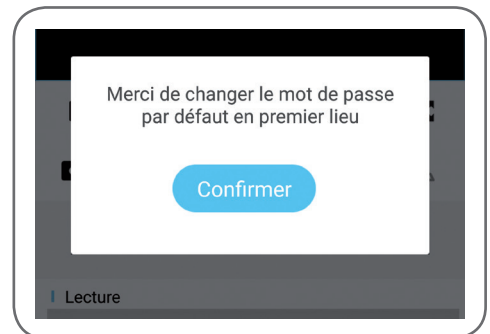 Merci de changer le mot de passe
par défaut en premier lieu
Confirmer
Lecture